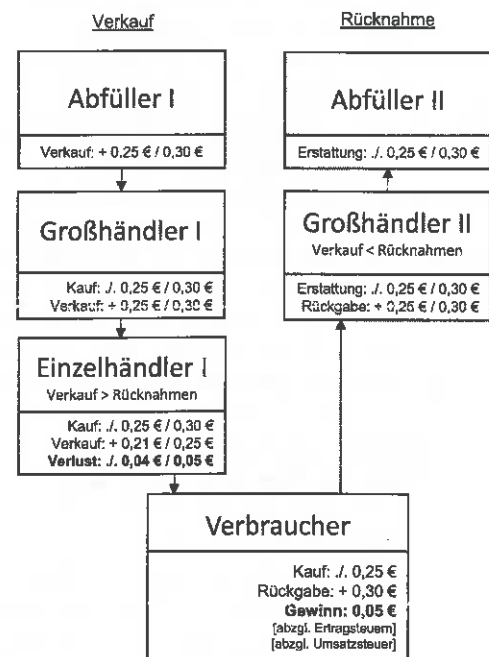 Verkauf
Rücknahme
Abfüller I
Verkauf: + 0,25 € / 0,30 €
Abfüller II
Erstattung: ./. 0,25 € / 0,30 €
Großhändler I
Kauf: ./. 0,25 € / 0,30 €
Verkauf: + 0,25 € / 0,30 €
Großhändler II
Verkauf < Rücknahmen
Erstattung: ./. 0,25 € / 0,30 €
Rückgabe: + 0,25 € / 0,30 €
Einzelhändler I
Verkauf > Rücknahmen
Kauf: ./. 0,25 € / 0,30 €
Verkauf: + 0,21 € / 0,25 €
Verlust: ./. 0,04 € / 0,05 €
Verbraucher
Kauf: ./. 0,25 €
Rückgabe: + 0,30 €
Gewinn: 0,05 €
[abzgl. Ertragsteuern]
[abzgl. Umsatzsteuer]